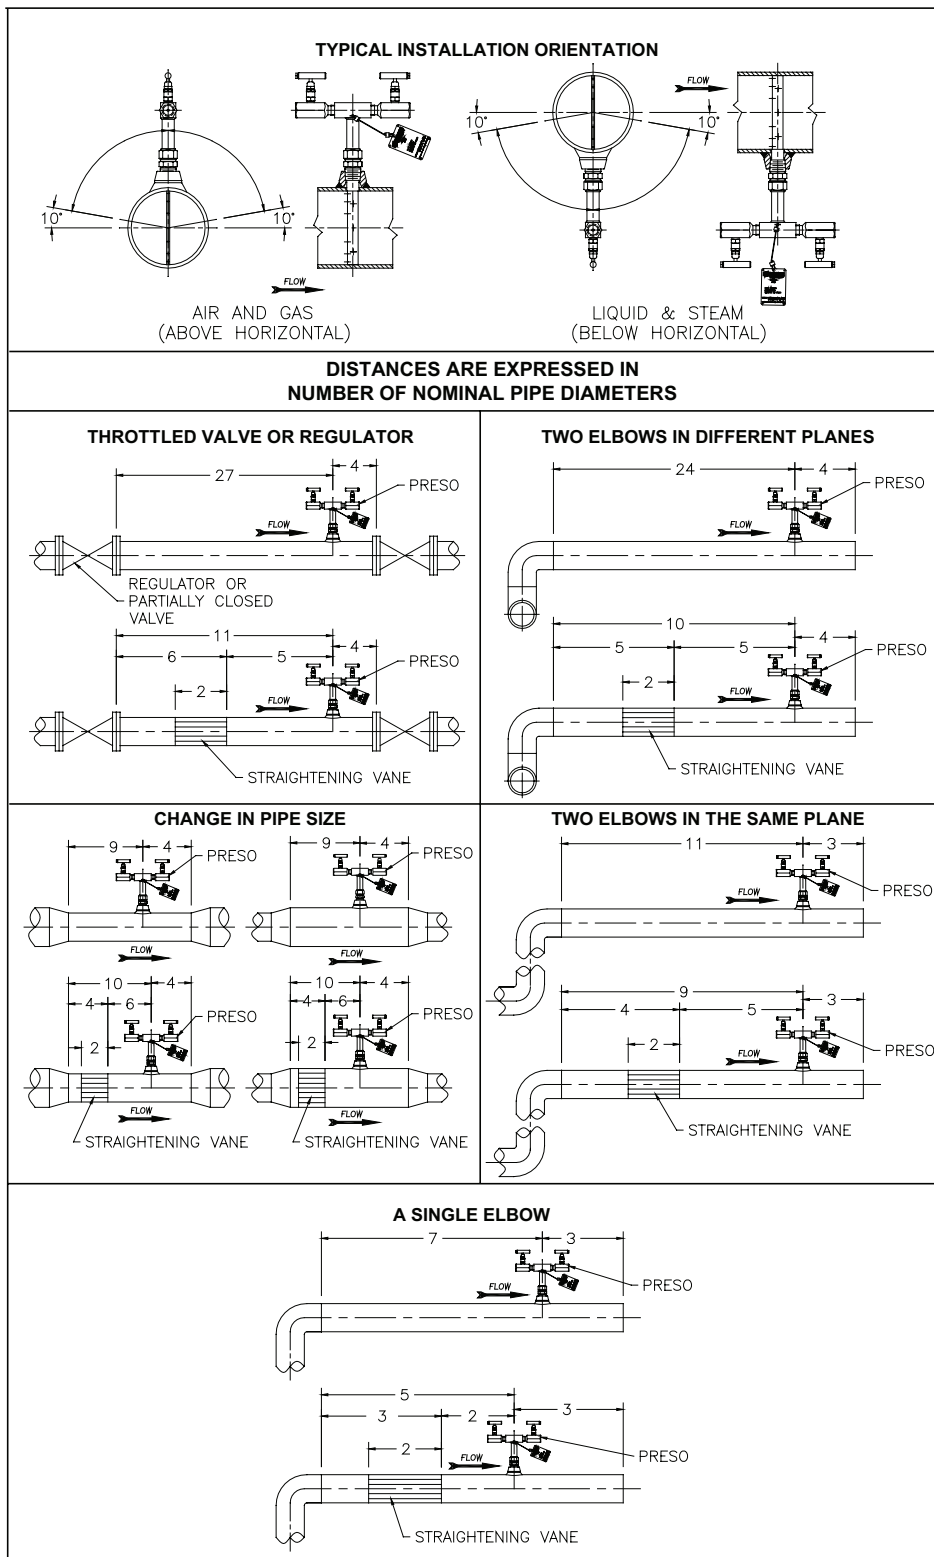 TYPICAL INSTALLATION ORIENTATION
10°
10°
FLOW
AIR AND GAS
(ABOVE HORIZONTAL)
FLOW
10°
10°
LIQUID & STEAM
(BELOW HORIZONTAL)
DISTANCES ARE EXPRESSED IN
NUMBER OF NOMINAL PIPE DIAMETERS
THROTTLED VALVE OR REGULATOR
27
4
PRESO
FLOW
REGULATOR OR
PARTIALLY CLOSED
VALVE
11
4
6
5
PRESO
2
FLOW
STRAIGHTENING VANE
TWO ELBOWS IN DIFFERENT PLANES
24
4
PRESO
FLOW
10
4
5
5
PRESO
2
FLOW
STRAIGHTENING VANE
CHANGE IN PIPE SIZE
9
4
PRESO
FLOW
9
4
PRESO
FLOW
10
4
4
6
PRESO
2
FLOW
STRAIGHTENING VANE
10
4
4
6
PRESO
2
FLOW
STRAIGHTENING VANE
TWO ELBOWS IN THE SAME PLANE
11
3
PRESO
FLOW
9
3
4
5
PRESO
2
FLOW
STRAIGHTENING VANE
A SINGLE ELBOW
7
3
PRESO
FLOW
5
3
2
3
2
PRESO
FLOW
STRAIGHTENING VANE